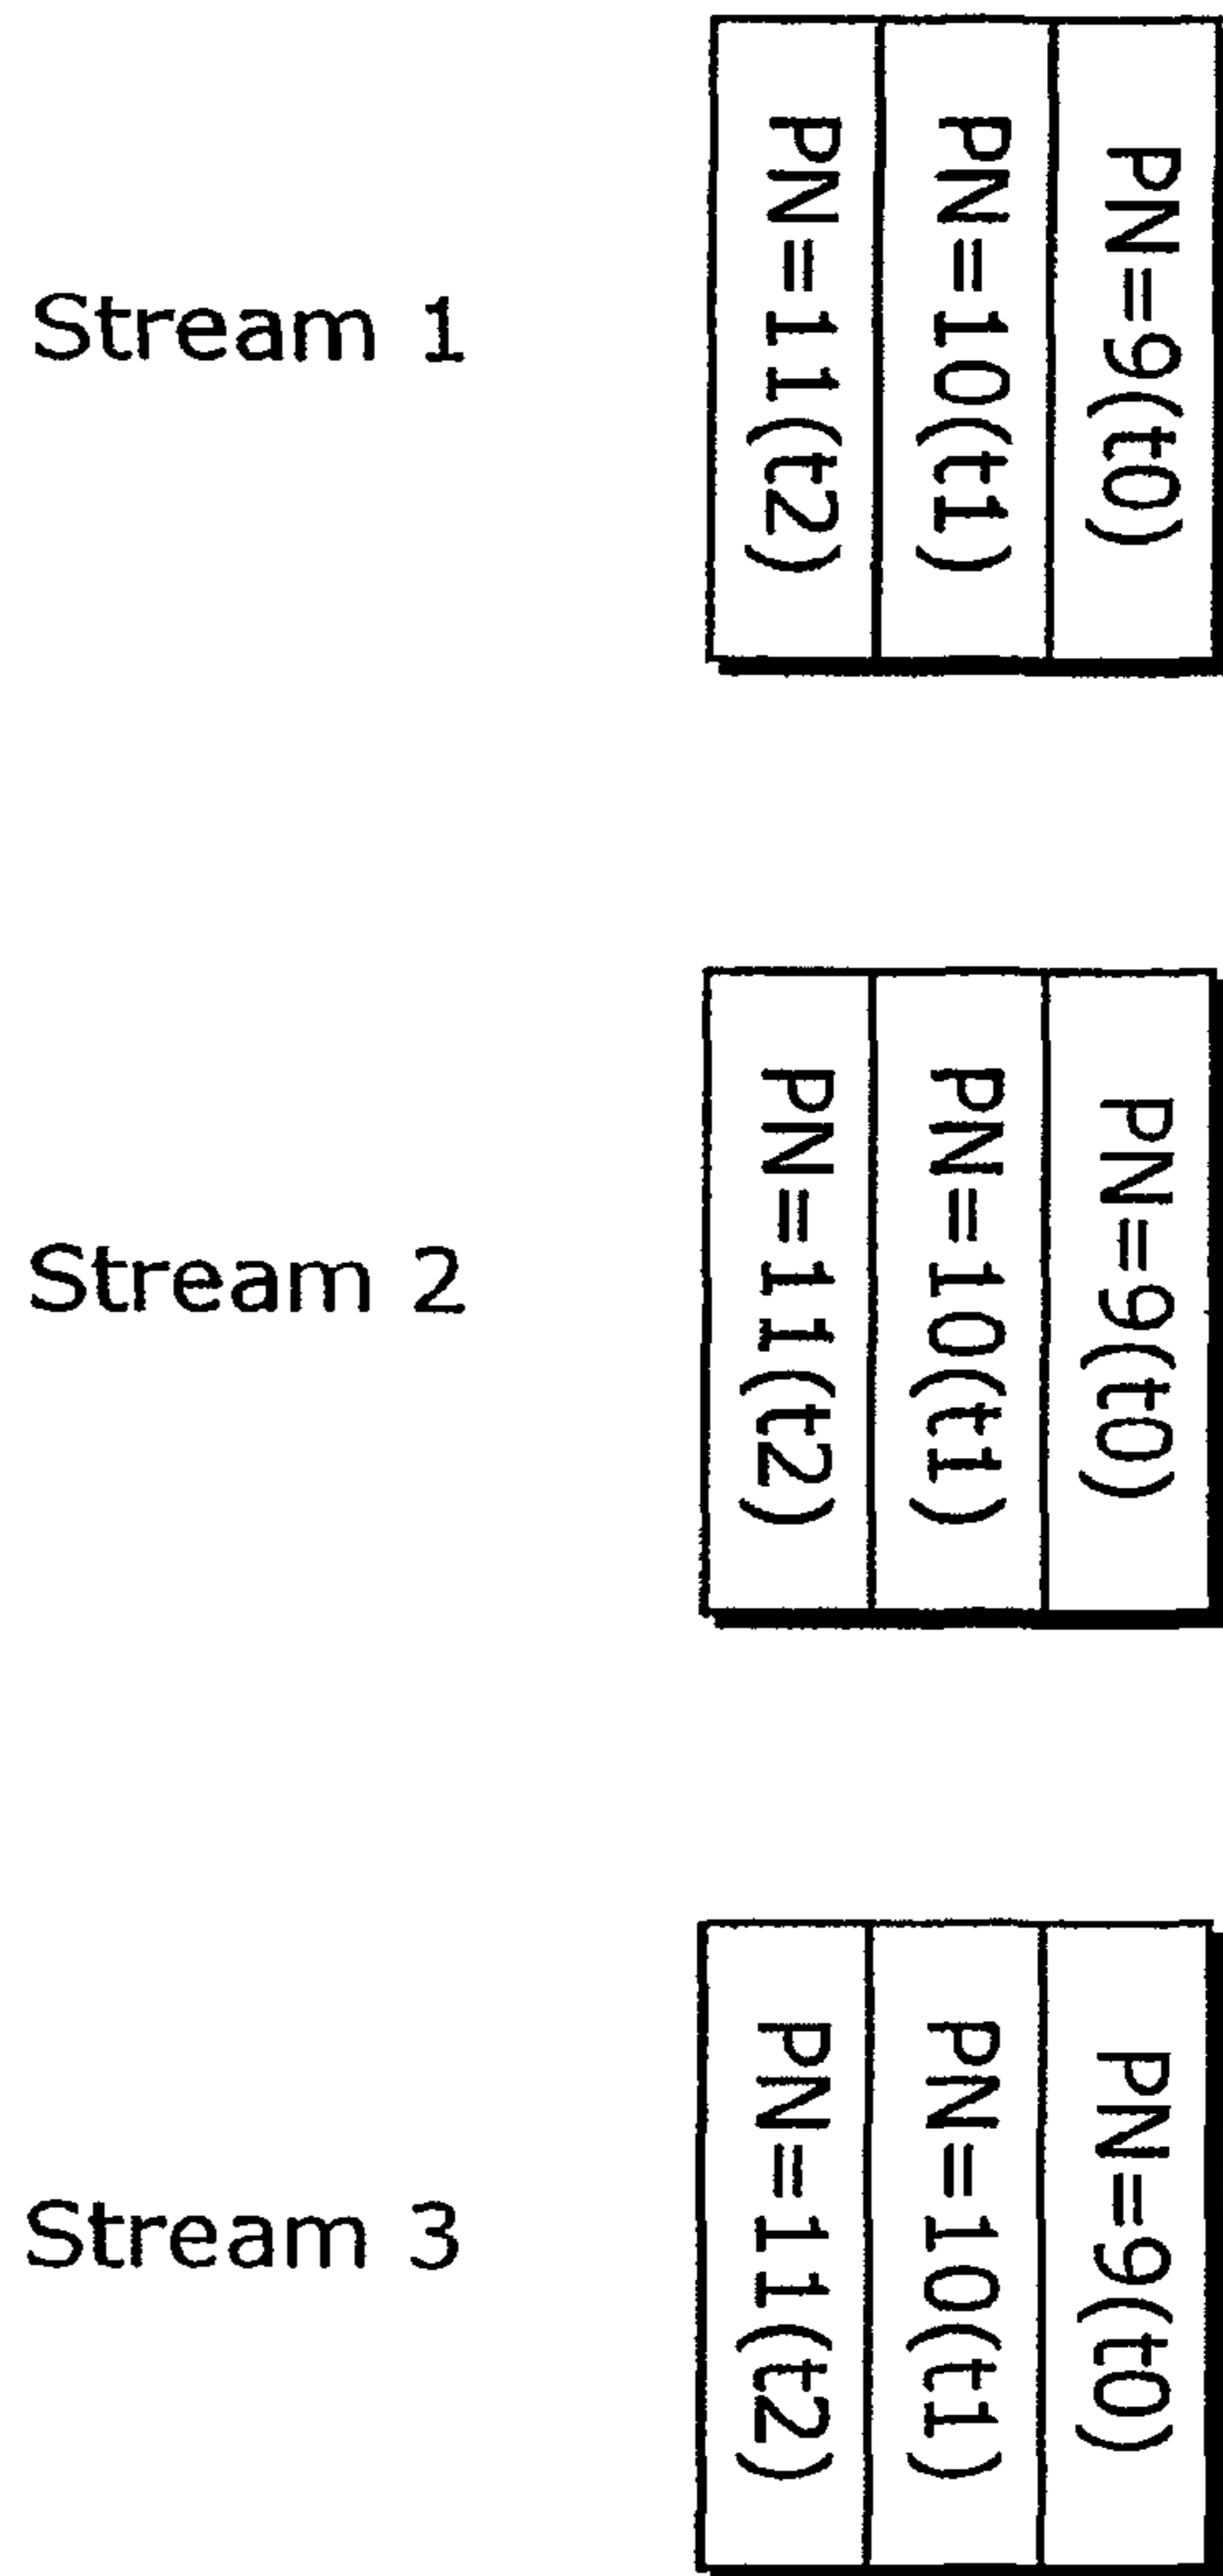 Stream 1
PN=11(t2)
PN=10(t1)
PN=9(t0)
Stream 2
PN=11(t2)
PN=10(t1)
PN=9(t0)
Stream 3
PN=11(t2)
PN=10(t1)
PN=9(t0)